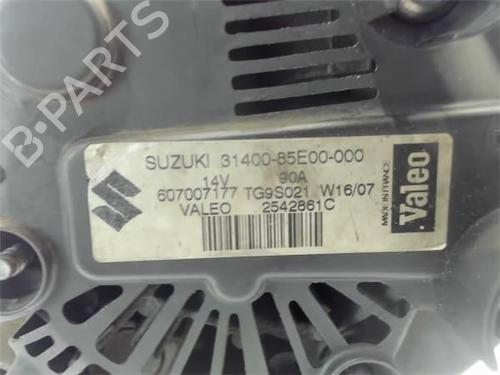 SUZUKI 31400-85E00-000
14V 90A
607007177 TG9S021 W16/07
VALEO 2542861C
MADE IN FRANCE
Valeo
B-PARTS